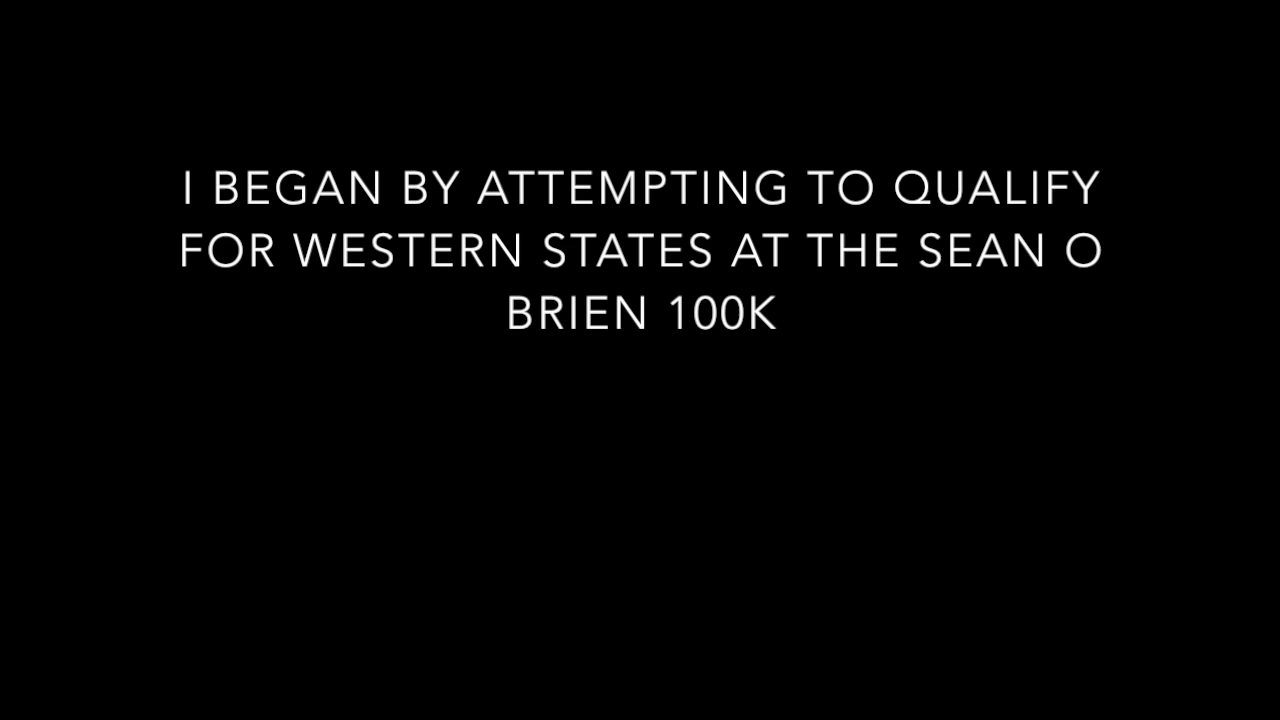 I BEGAN BY ATTEMPTING TO QUALIFY
FOR WESTERN STATES AT THE SEAN O
BRIEN 100K